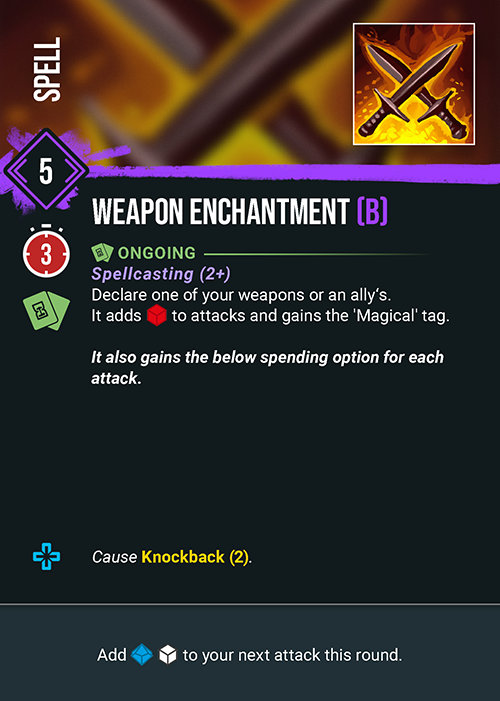 SPELL
5
WEAPON ENCHANTMENT (B)
3
ONGOING
Spellcasting (2+)
Declare one of your weapons or an ally‘s.
It adds to attacks and gains the 'Magical' tag.
It also gains the below spending option for each
attack.
Cause Knockback (2).
Add to your next attack this round.